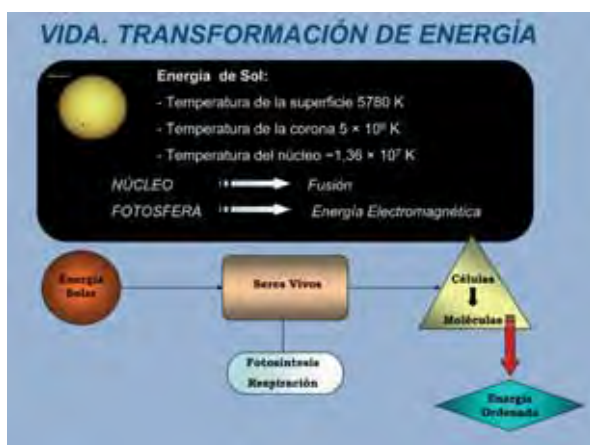 VIDA. TRANSFORMACIÓN DE ENERGÍA
Energía de Sol:
- Temperatura de la superficie 5780 K
- Temperatura de la corona 5 × 10⁵ K
- Temperatura del núcleo ~1,36 × 10⁷ K
NÚCLEO Fusión
FOTOSFERA Energía Electromagnética
Energía
Solar
Seres Vivos
Células
Moléculas
Fotosíntesis
Respiración
Energía
Ordenada